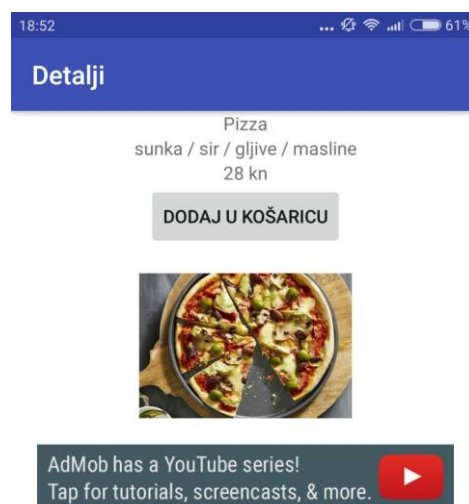 18:52 ... 61%
Detalji
Pizza
sunka / sir / gljive / masline
28 kn
DODAJ U KOŠARICU
AdMob has a YouTube series!
Tap for tutorials, screencasts, & more.